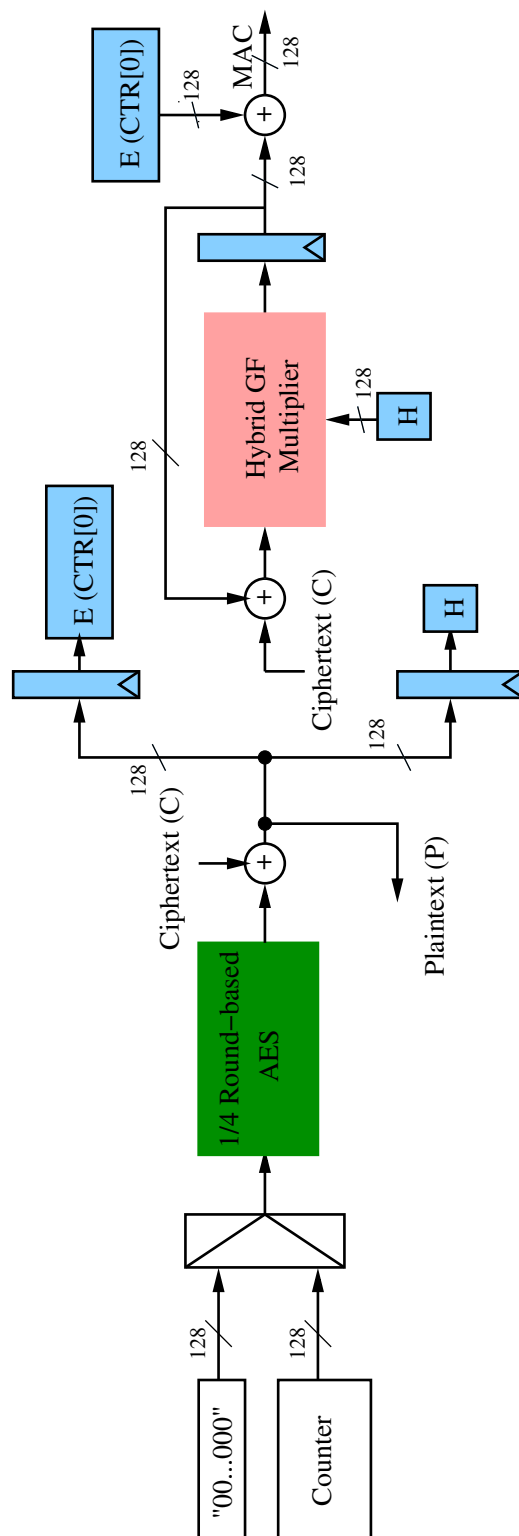 "00...000"
Counter
128
128
1/4 Round−based
AES
Ciphertext (C)
+
Plaintext (P)
128
128
E (CTR[0])
H
Ciphertext (C)
+
128
Hybrid GF
Multiplier
H
128
128
E (CTR[0])
128
+
MAC
128